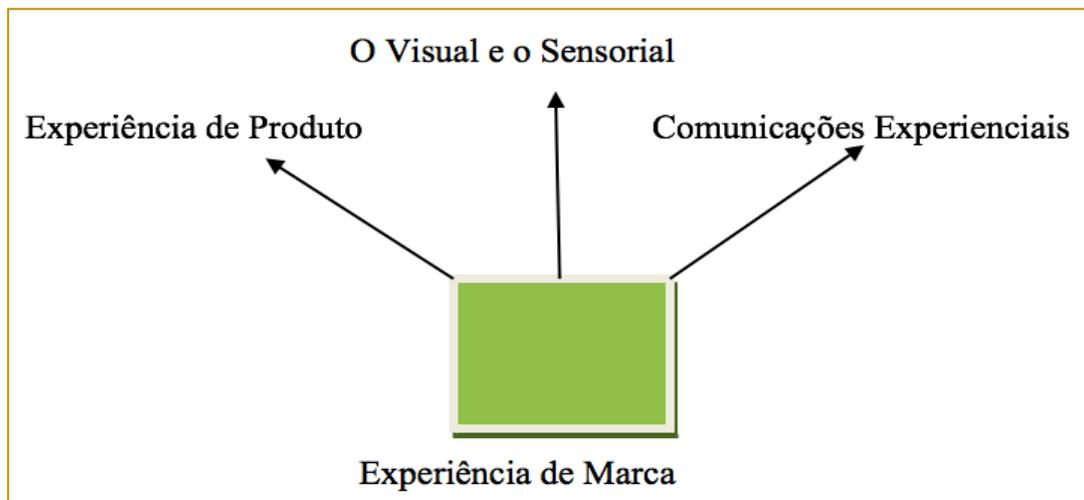 O Visual e o Sensorial
Experiência de Produto
Comunicações Experienciais
Experiência de Marca